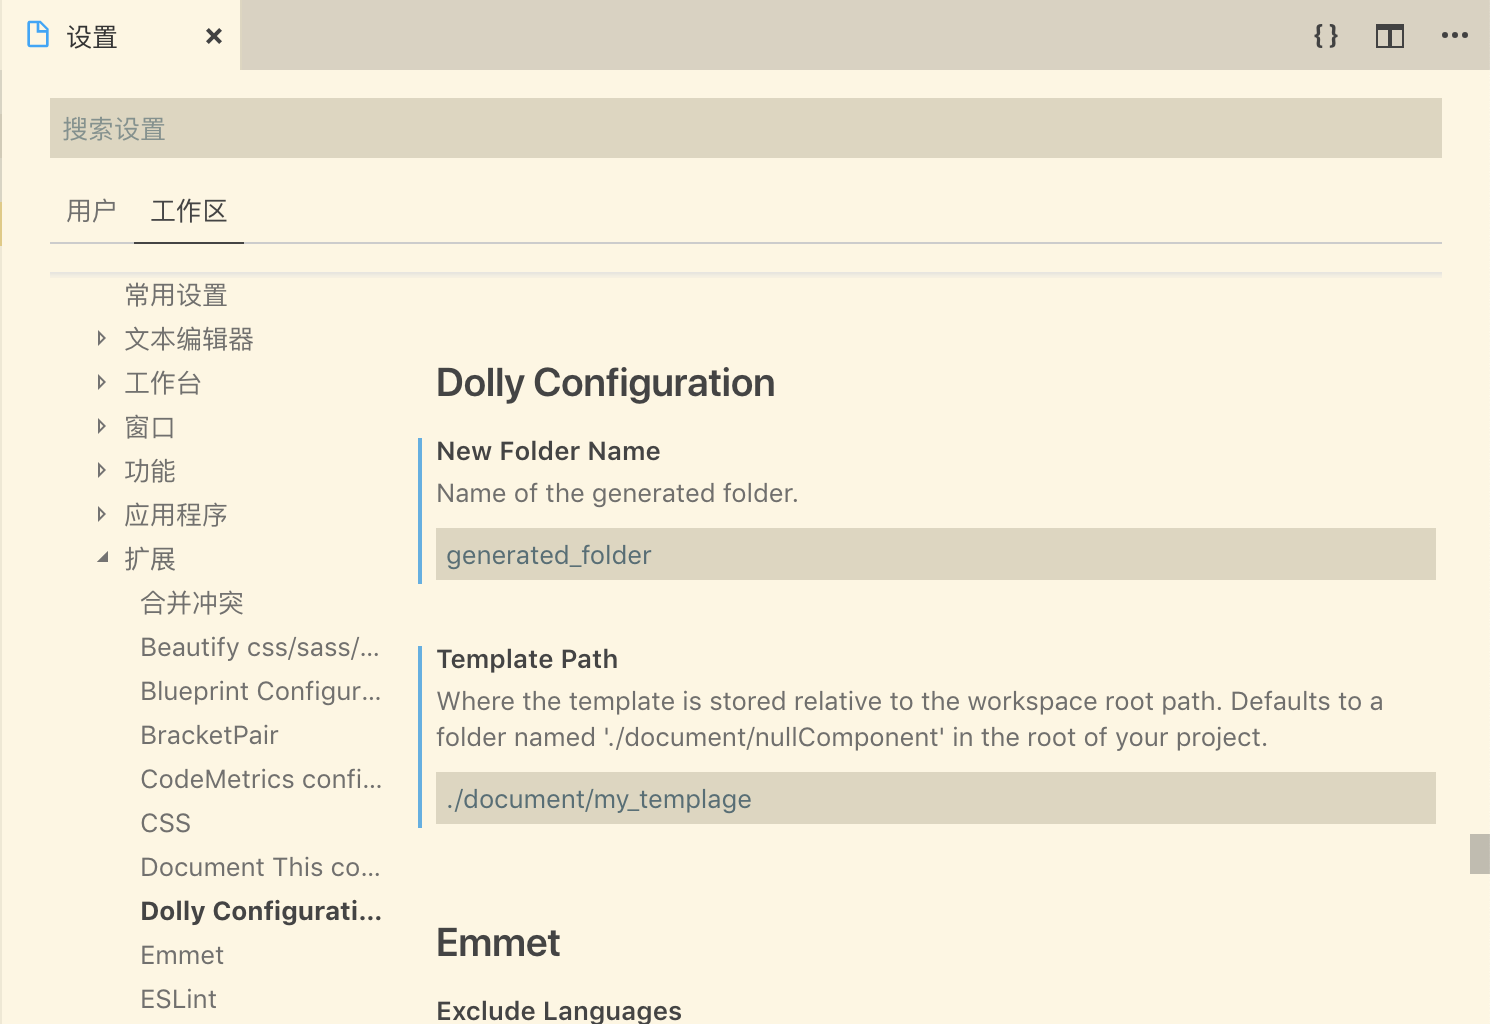 设置
搜索设置
用户 工作区
常用设置
文本编辑器
工作台
窗口
功能
应用程序
扩展
合并冲突
Beautify css/sass/...
Blueprint Configur...
BracketPair
CodeMetrics confi...
CSS
Document This co...
Dolly Configurati...
Emmet
ESLint
Dolly Configuration
New Folder Name
Name of the generated folder.
generated_folder
Template Path
Where the template is stored relative to the workspace root path. Defaults to a
folder named './document/nullComponent' in the root of your project.
./document/my_templage
Emmet
Exclude Languages